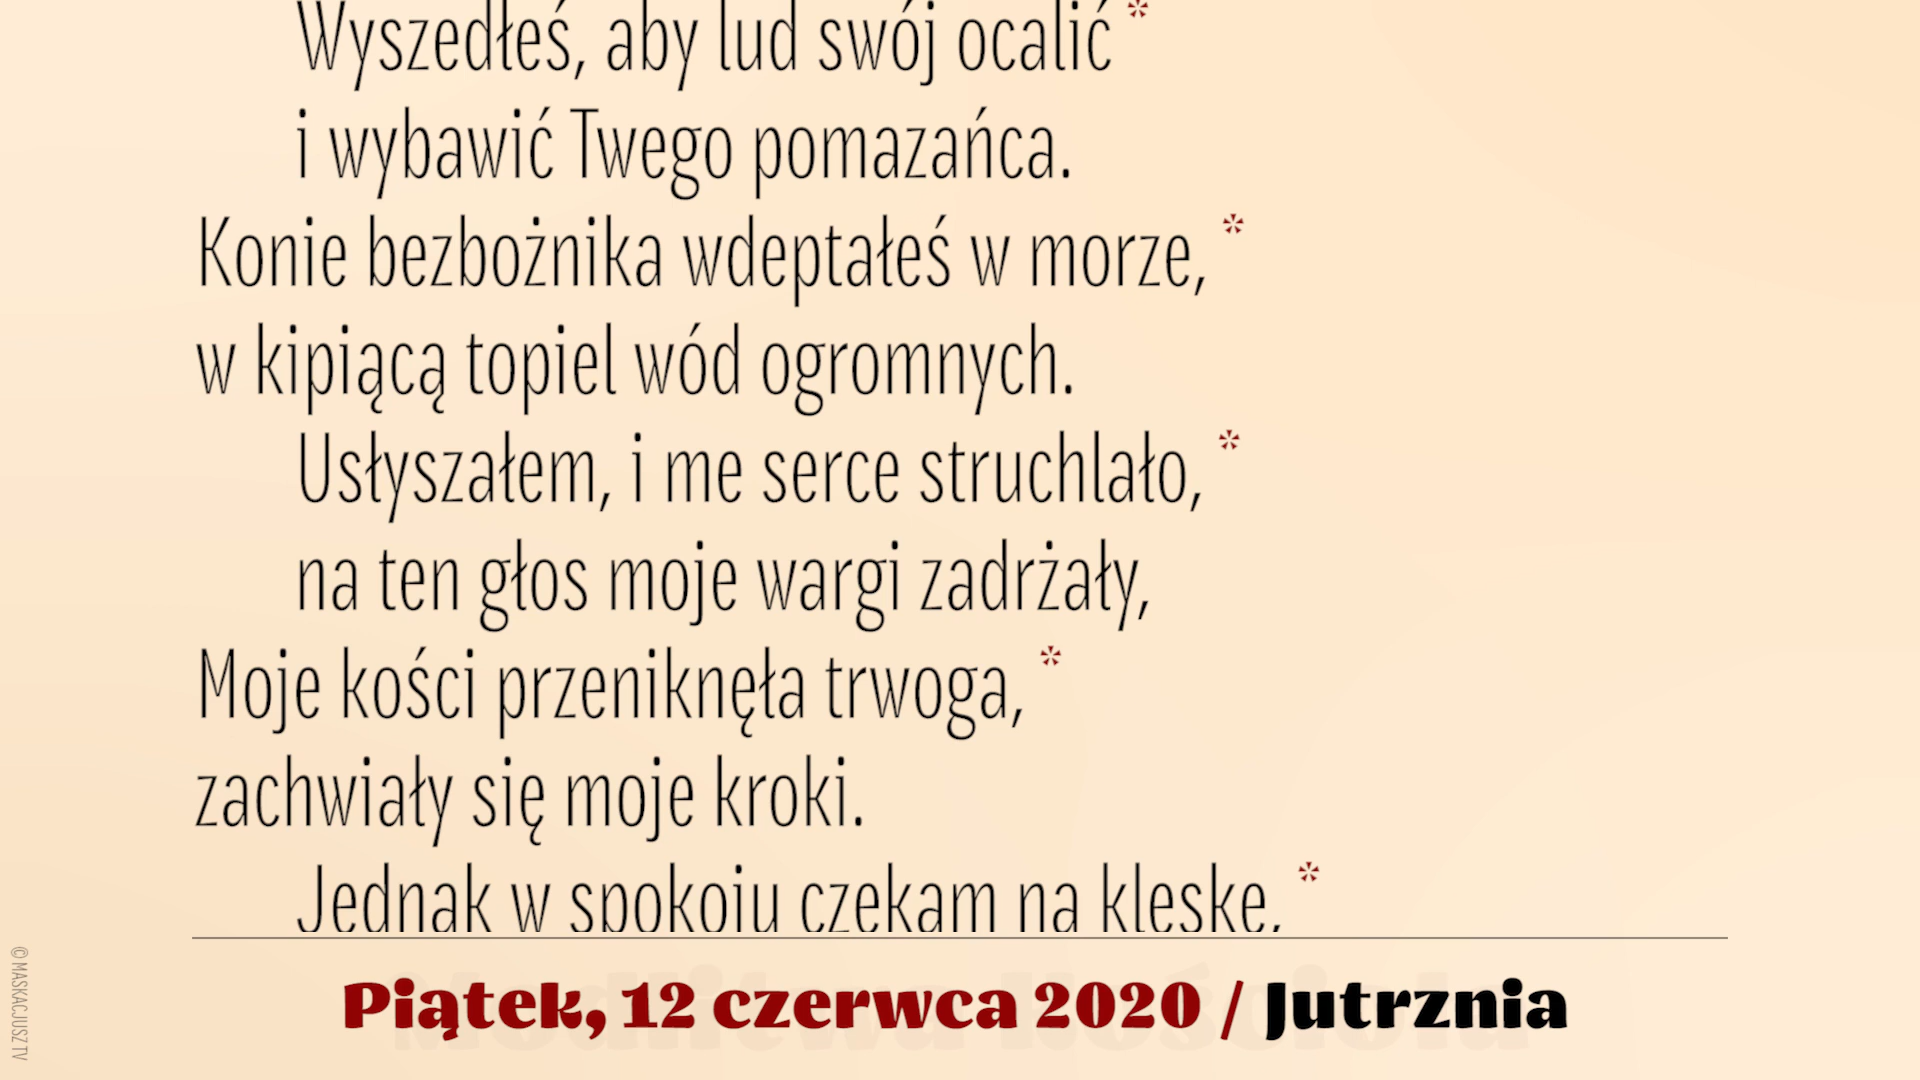 Wyszedłeś, aby lud swój ocalić *
i wybawić Twego pomazańca.
Konie bezbożnika wdeptałeś w morze, *
w kipiącą topiel wód ogromnych.
Usłyszałem, i me serce struchlało, *
na ten głos moje wargi zadrżały,
Moje kości przeniknęła trwoga, *
zachwiały się moje kroki.
Jednak w spokoju czekam na klęskę, *
Piątek, 12 czerwca 2020 / Jutrznia
© MASKACJUSZ TV